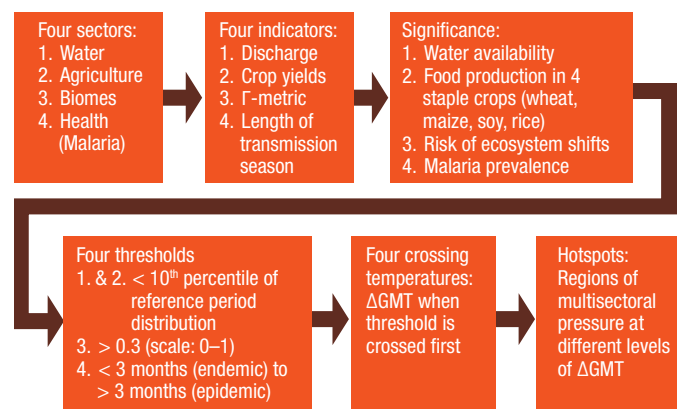 Four sectors:
1. Water
2. Agriculture
3. Biomes
4. Health
(Malaria)
Four indicators:
1. Discharge
2. Crop yields
3. Γ-metric
4. Length of
transmission
season
Significance:
1. Water availability
2. Food production in 4
staple crops (wheat,
maize, soy, rice)
3. Risk of ecosystem shifts
4. Malaria prevalence
Four thresholds
1. & 2. < 10th percentile of
reference period
distribution
3. > 0.3 (scale: 0–1)
4. < 3 months (endemic) to
> 3 months (epidemic)
Four crossing
temperatures:
ΔGMT when
threshold is
crossed first
Hotspots:
Regions of
multisectoral
pressure at
different levels
of ΔGMT